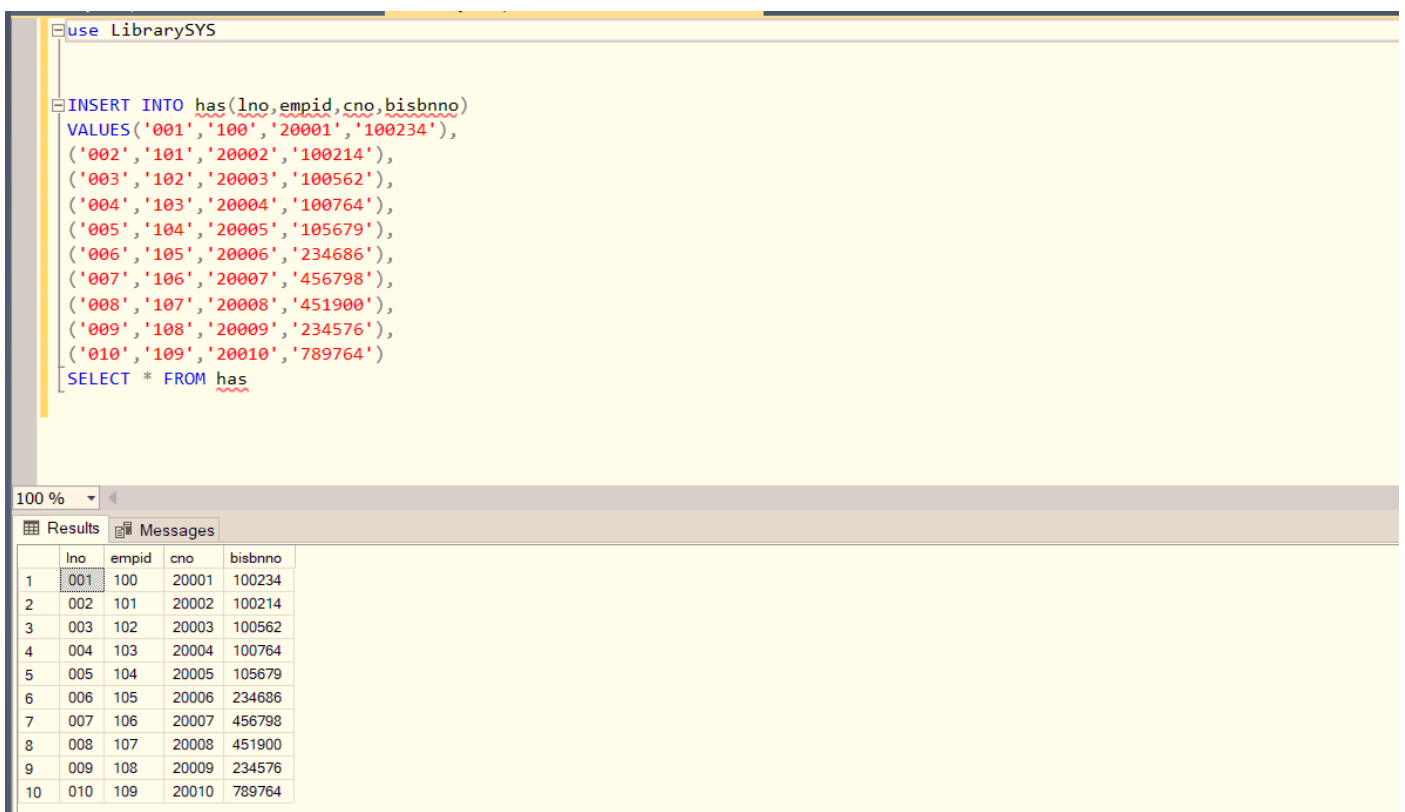 use LibrarySYS
INSERT INTO has(lno,empid,cno,bisbnno)
VALUES('001','100','20001','100234'),
('002','101','20002','100214'),
('003','102','20003','100562'),
('004','103','20004','100764'),
('005','104','20005','105679'),
('006','105','20006','234686'),
('007','106','20007','456798'),
('008','107','20008','451900'),
('009','108','20009','234576'),
('010','109','20010','789764')
SELECT * FROM has
100 %
Results Messages
lno empid cno bisbnno
1 001 100 20001 100234
2 002 101 20002 100214
3 003 102 20003 100562
4 004 103 20004 100764
5 005 104 20005 105679
6 006 105 20006 234686
7 007 106 20007 456798
8 008 107 20008 451900
9 009 108 20009 234576
10 010 109 20010 789764